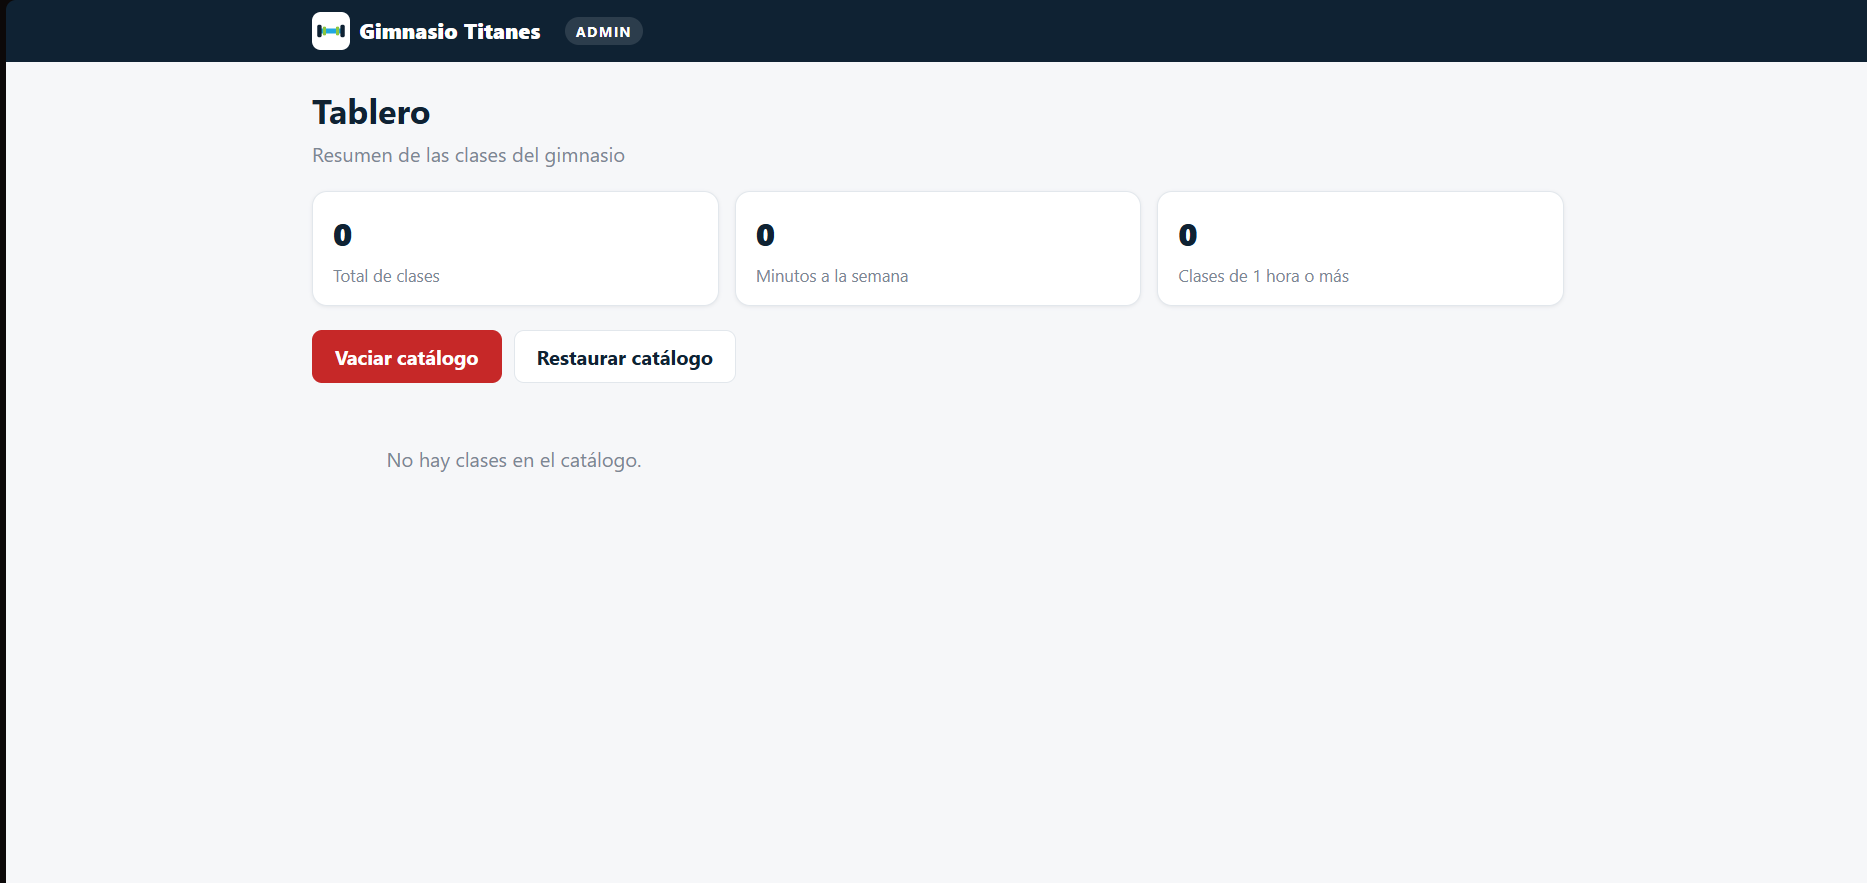 Gimnasio Titanes ADMIN
Tablero
Resumen de las clases del gimnasio
0 0 0
Total de clases Minutos a la semana Clases de 1 hora o más
Vaciar catálogo Restaurar catálogo
No hay clases en el catálogo.